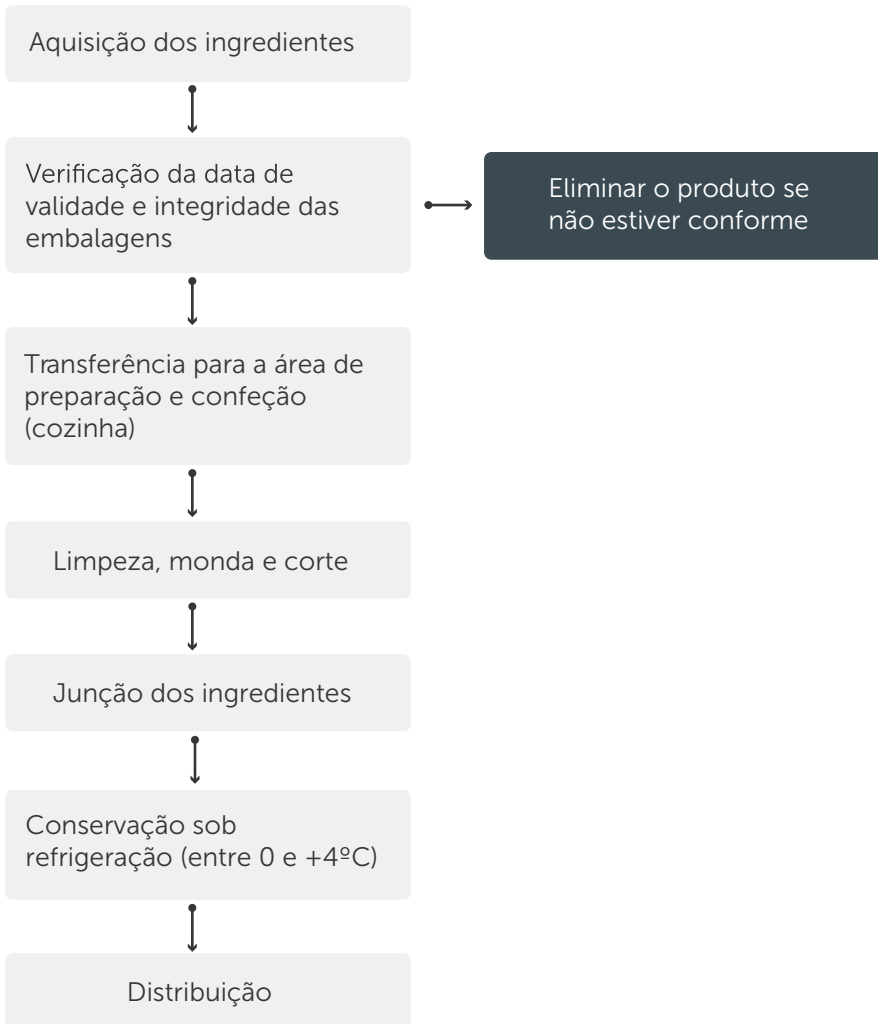 Aquisição dos ingredientes
Verificação da data de
validade e integridade das
embalagens
Eliminar o produto se
não estiver conforme
Transferência para a área de
preparação e confeção
(cozinha)
Limpeza, monda e corte
Junção dos ingredientes
Conservação sob
refrigeração (entre 0 e +4ºC)
Distribuição